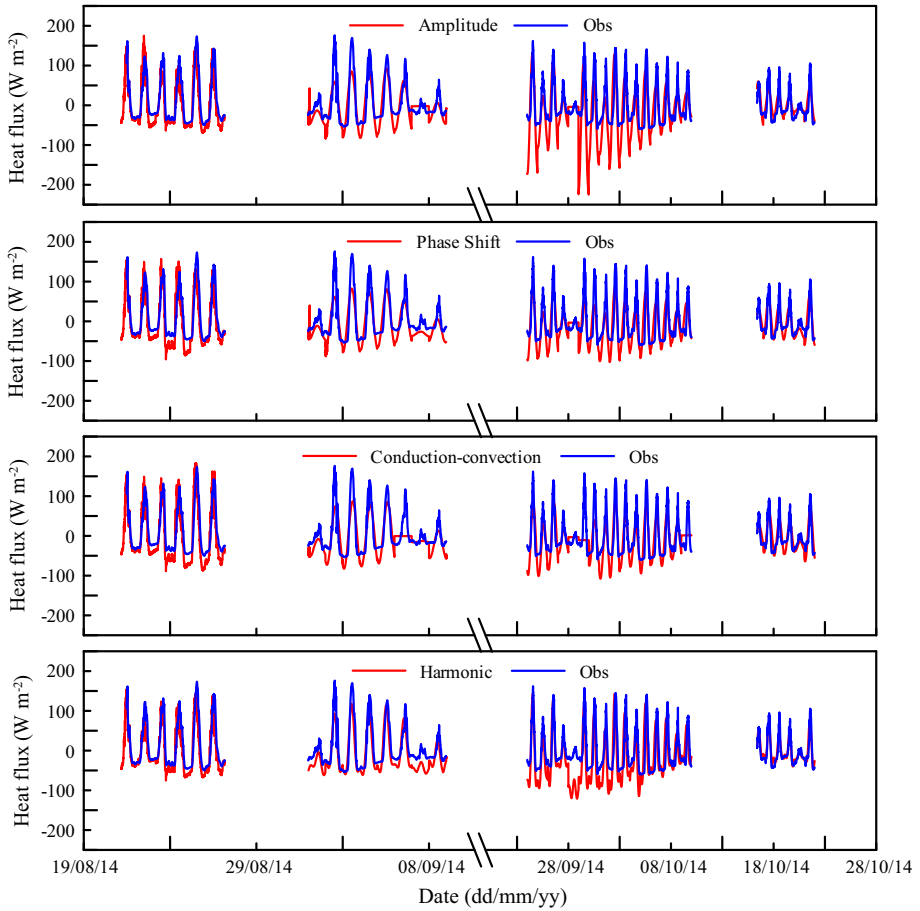 Heat flux (W m-2)
200
100
0
-100
-200
Amplitude Obs
Heat flux (W m-2)
200
100
0
-100
-200
Phase Shift Obs
Heat flux (W m-2)
200
100
0
-100
-200
Conduction-convection Obs
Heat flux (W m-2)
200
100
0
-100
-200
Harmonic Obs
19/08/14 29/08/14 08/09/14 28/09/14 08/10/14 18/10/14 28/10/14
Date (dd/mm/yy)